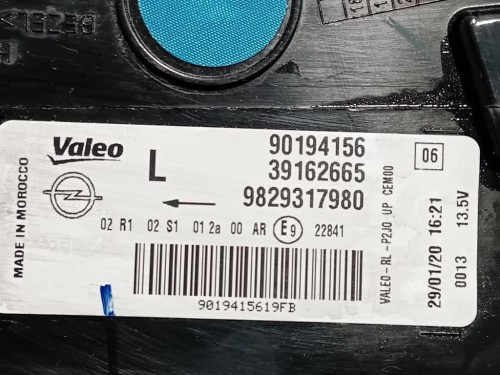 Valeo
L
90194156
39162665
9829317980
06
MADE IN MOROCCO
02 R1 02 S1 01 2a 00 AR E9 22841
9019415619FB
VALEO-RL-P2JO UP CEM00
29/01/20 16:21
0013 13.5V